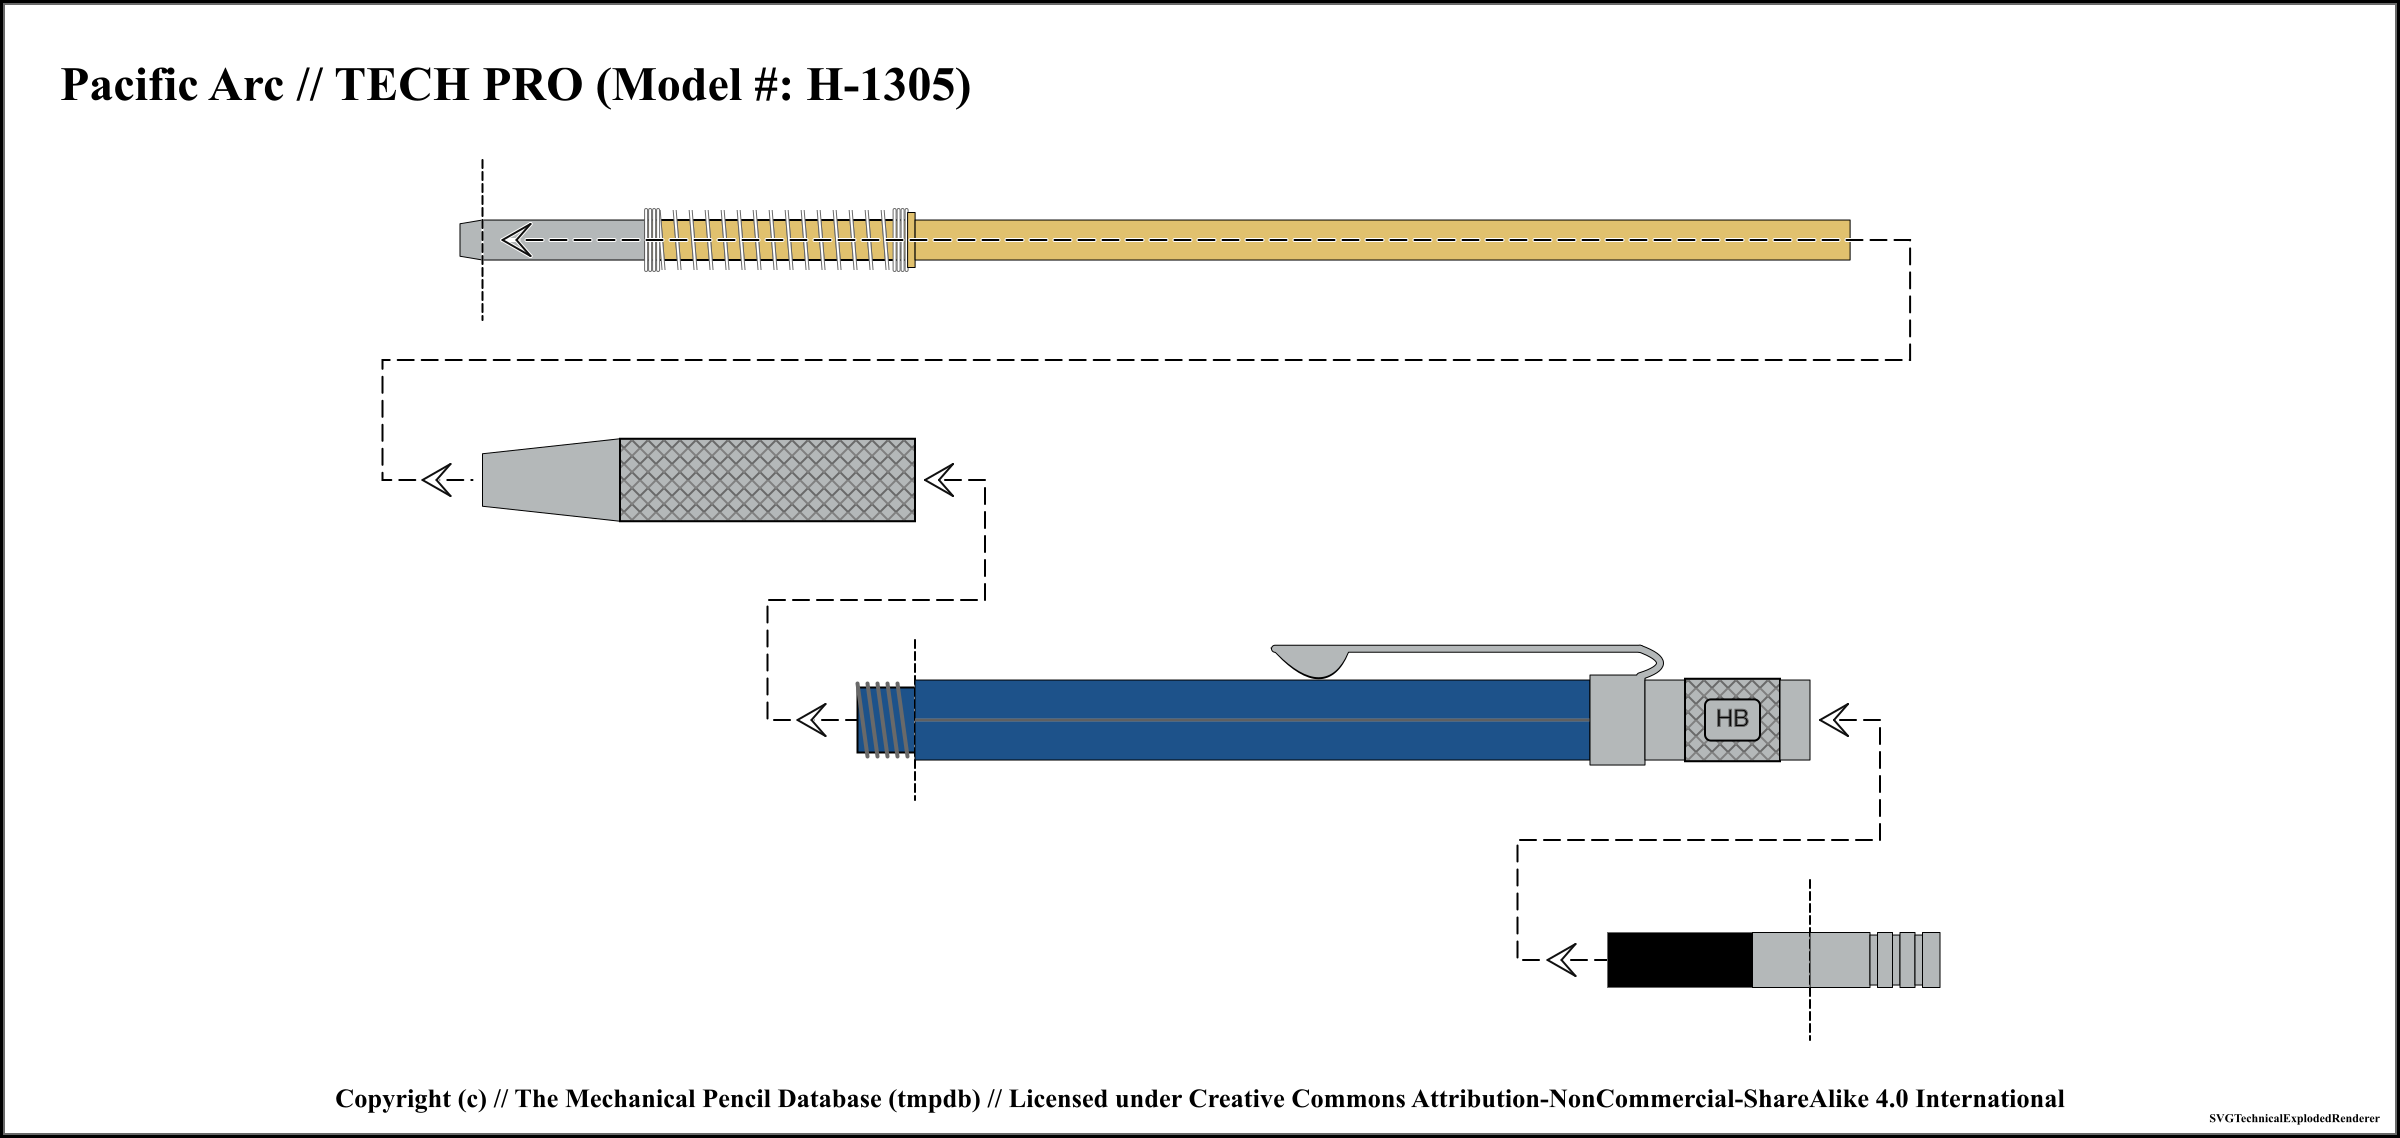 Pacific Arc // TECH PRO (Model #: H-1305)
HB
Copyright (c) // The Mechanical Pencil Database (tmpdb) // Licensed under Creative Commons Attribution-NonCommercial-ShareAlike 4.0 International
SVGTechnicalExplodedRenderer